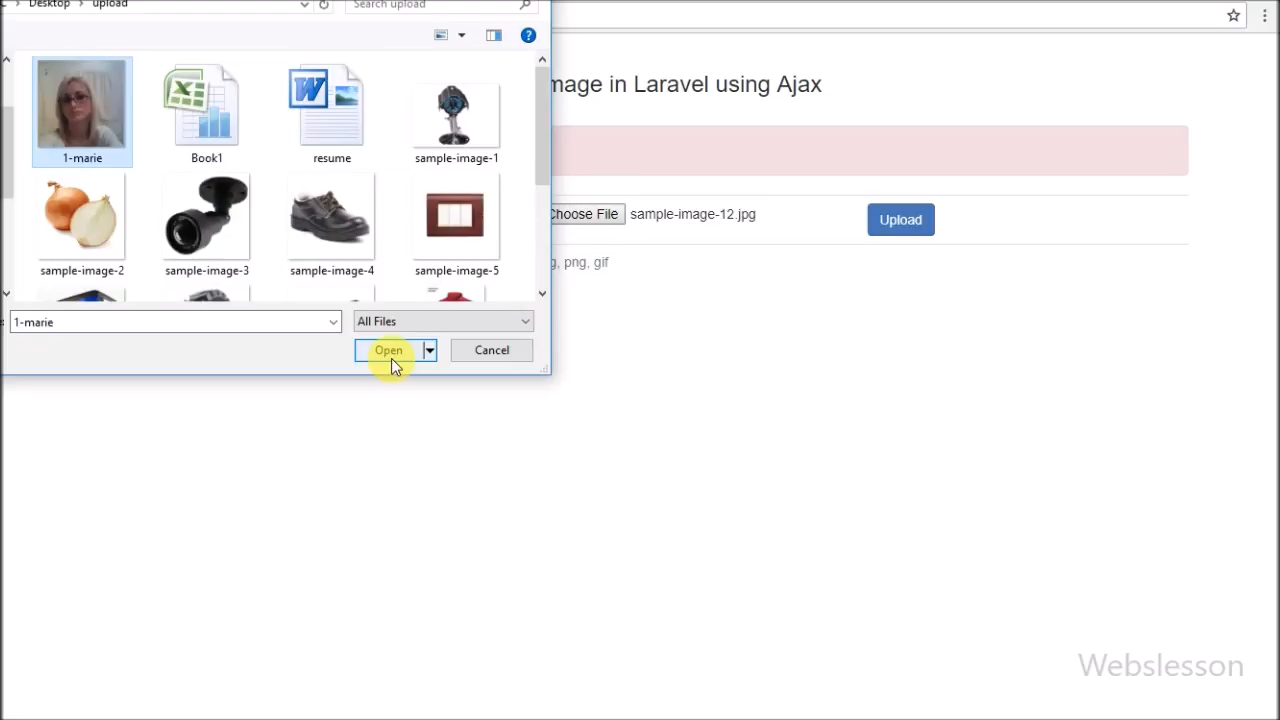 Desktop > upload
Search upload
1-marie
Book1
resume
sample-image-1
sample-image-2
sample-image-3
sample-image-4
sample-image-5
1-marie
All Files
Open
Cancel
mage in Laravel using Ajax
Choose File sample-image-12.jpg
Upload
g, png, gif
Webslesson